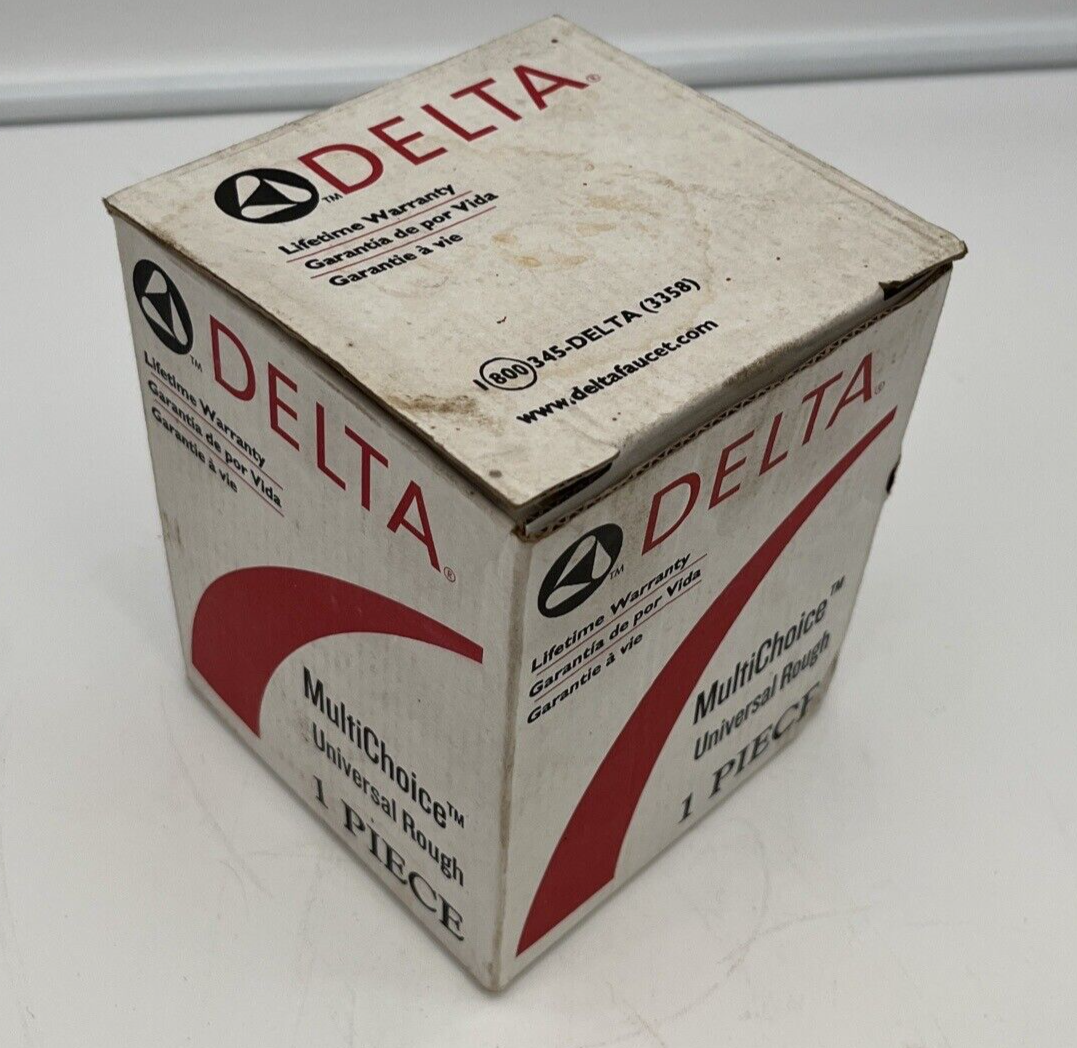 DELTA®
™
Lifetime Warranty
Garantía de por Vida
Garantie à vie
1 800 345-DELTA (3358)
www.deltafaucet.com
™ DELTA®
Lifetime Warranty
Garantía de por Vida
Garantie à vie
MultiChoice™
Universal Rough
1 PIECE
DELTA®
™
Lifetime Warranty
Garantía de por Vida
Garantie à vie
MultiChoice™
Universal Rough
1 PIECE